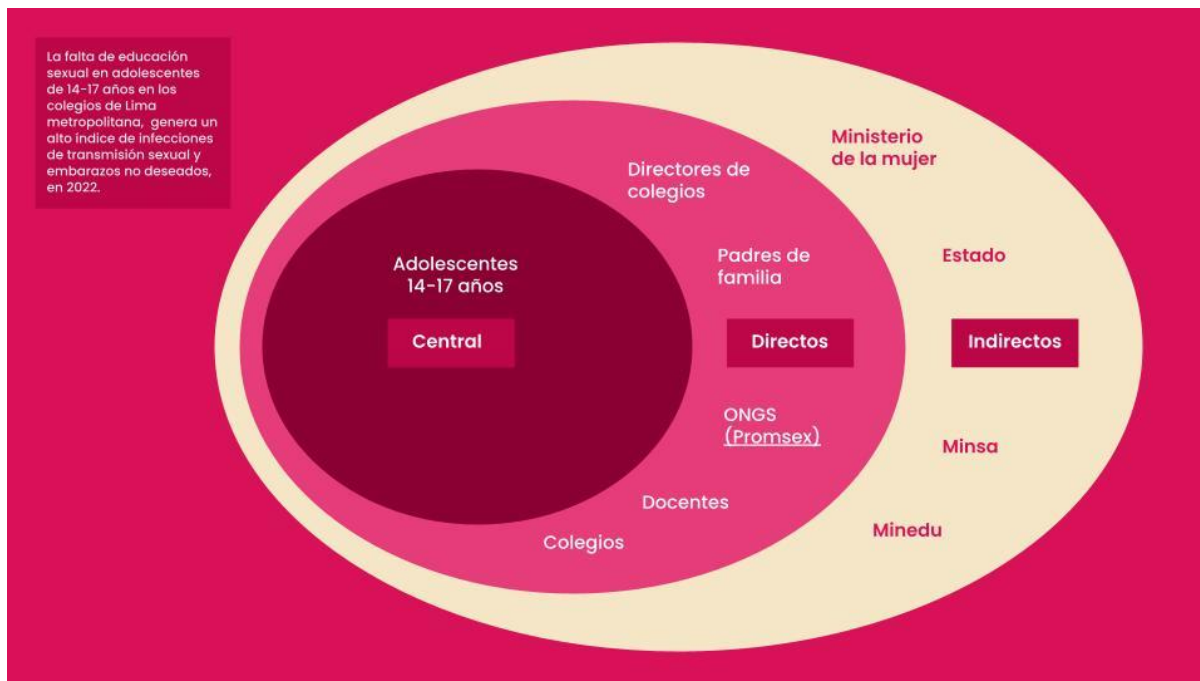 La falta de educación
sexual en adolescentes
de 14-17 años en los
colegios de Lima
metropolitana, genera un
alto índice de infecciones
de transmisión sexual y
embarazos no deseados,
en 2022.
Adolescentes
14-17 años
Central
Directores de
colegios
Padres de
familia
Directos
ONGS
(Promsex)
Docentes
Colegios
Ministerio
de la mujer
Estado
Indirectos
Minsa
Minedu